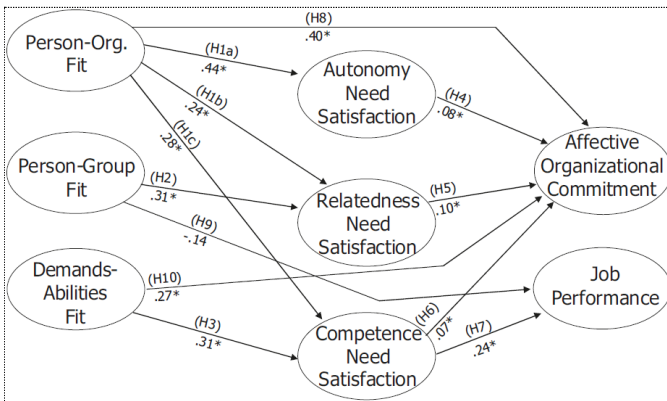 Person-Org.
Fit
(H8)
.40*
(H1a)
.44*
(H1b)
.24*
(H1c)
.28*
Autonomy
Need
Satisfaction
(H4)
.08*
Affective
Organizational
Commitment
Person-Group
Fit
(H2)
.31*
(H9)
-.14
Relatedness
Need
Satisfaction
(H5)
.10*
Demands-
Abilities
Fit
(H10)
.27*
(H3)
.31*
Competence
Need
Satisfaction
(H6)
.07*
(H7)
.24*
Job
Performance